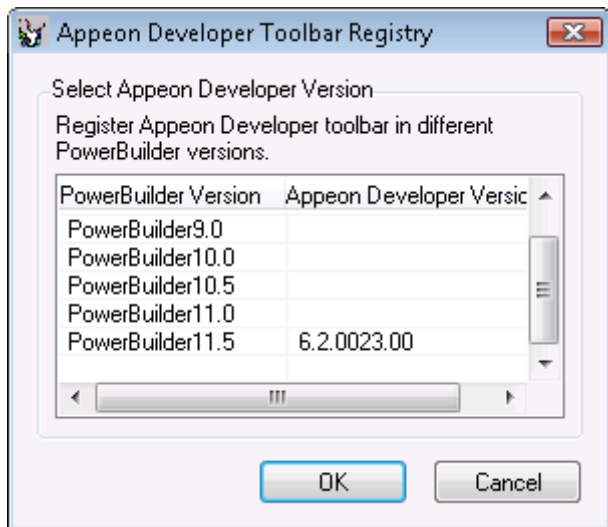 Appeon Developer Toolbar Registry
Select Appeon Developer Version
Register Appeon Developer toolbar in different
PowerBuilder versions.
PowerBuilder Version Appeon Developer Versic
PowerBuilder9.0
PowerBuilder10.0
PowerBuilder10.5
PowerBuilder11.0
PowerBuilder11.5 6.2.0023.00
OK Cancel